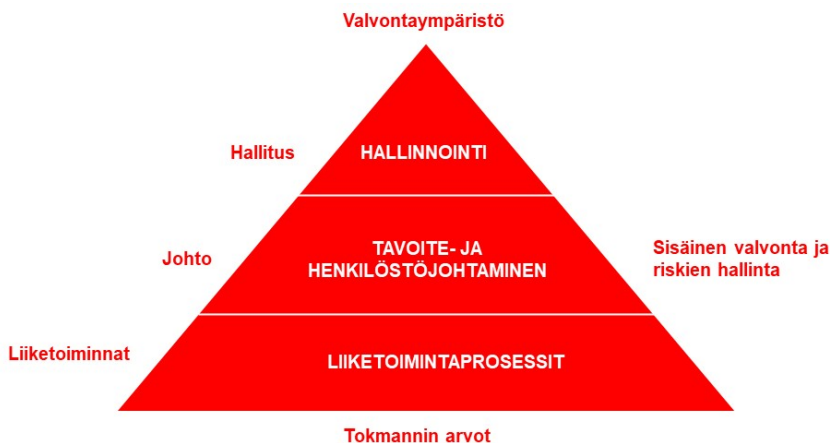 Valvontaympäristö
Hallitus
HALLINNOINTI
Johto
TAVOITE- JA
HENKILÖSTÖJOHTAMINEN
Sisäinen valvonta ja
riskien hallinta
Liiketoiminnat
LIIKETOIMINTAPROSESSIT
Tokmannin arvot